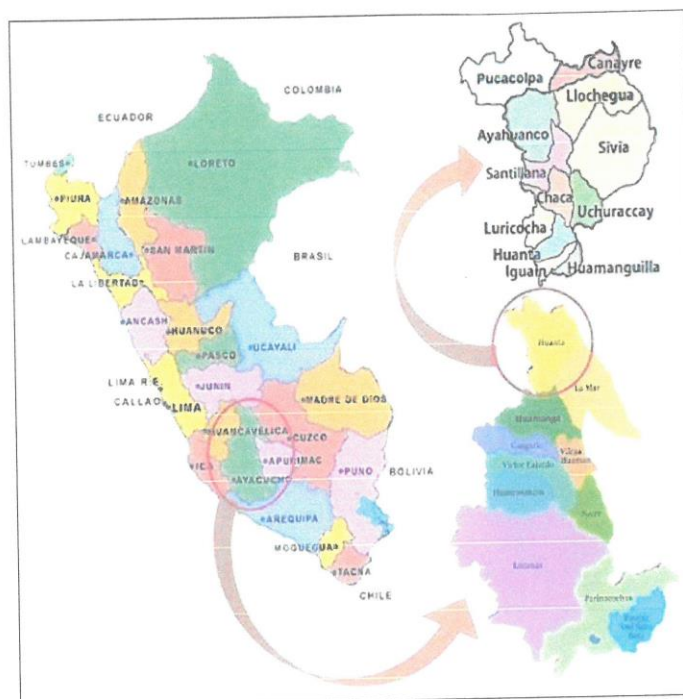 COLOMBIA
ECUADOR
TUMBES
LORETO
PIURA
AMAZONAS
LAMBAYEQUE
CAJAMARCA
SAN MARTIN
BRASIL
LA LIBERTAD
ANCASH
HUANUCO
UCAYALI
PASCO
LIMA R E.
JUNIN
CALLAO
LIMA
MADRE DE DIOS
HUANCAVELICA
CUZCO
ICA
APURIMAC
PUNO
BOLIVIA
AYACUCHO
AREQUIPA
MOQUEGUA
TACNA
CHILE
Canayre
Pucacolpa
Llochegua
Ayahuanco
Sivia
Santillana
Chaca
Uchuraccay
Luricocha
Huanta
Iguain
Huamanguilla
Huanta
La Mar
Huamanga
Cangallo
Vilcas
Huaman
Victor Fajardo
Huancasancos
Sucre
Lucanas
Parinacochas